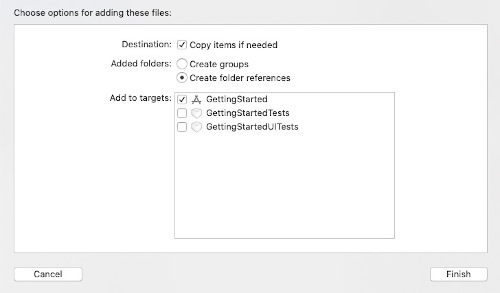 Choose options for adding these files:
Destination: Copy items if needed
Added folders: Create groups
Create folder references
Add to targets: GettingStarted
GettingStartedTests
GettingStartedUITests
Cancel Finish